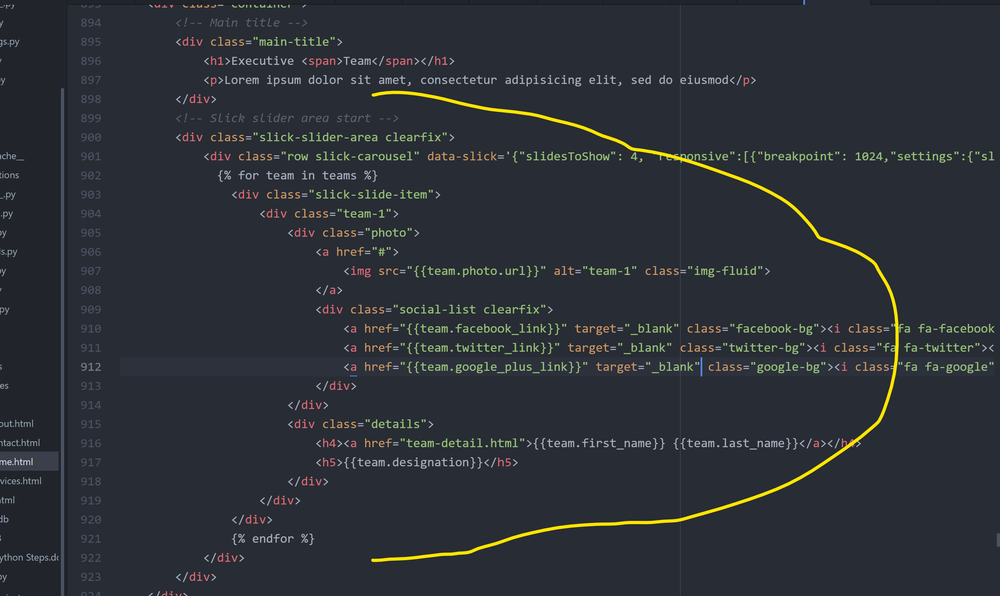 _.py
y
gs.py
y
py
ache__
tions
_.py
.py
py
ls.py
py
y
py
y
s
es
out.html
ntact.html
me.html
vices.html
html
db
3
ython Steps.do
py
893 <div class="container">
894 <!-- Main title -->
895 <div class="main-title">
896 <h1>Executive <span>Team</span></h1>
897 <p>Lorem ipsum dolor sit amet, consectetur adipisicing elit, sed do eiusmod</p>
898 </div>
899 <!-- Slick slider area start -->
900 <div class="slick-slider-area clearfix">
901 <div class="row slick-carousel" data-slick='{"slidesToShow": 4, "responsive":[{"breakpoint": 1024,"settings":{"sl
902 {% for team in teams %}
903 <div class="slick-slide-item">
904 <div class="team-1">
905 <div class="photo">
906 <a href="#">
907 <img src="{{team.photo.url}}" alt="team-1" class="img-fluid">
908 </a>
909 <div class="social-list clearfix">
910 <a href="{{team.facebook_link}}" target="_blank" class="facebook-bg"><i class="fa fa-facebook
911 <a href="{{team.twitter_link}}" target="_blank" class="twitter-bg"><i class="fa fa-twitter"><
912 <a href="{{team.google_plus_link}}" target="_blank" class="google-bg"><i class="fa fa-google"
913 </div>
914 </div>
915 <div class="details">
916 <h4><a href="team-detail.html">{{team.first_name}} {{team.last_name}}</a></h4>
917 <h5>{{team.designation}}</h5>
918 </div>
919 </div>
920 </div>
921 {% endfor %}
922 </div>
923 </div>
924 </div>